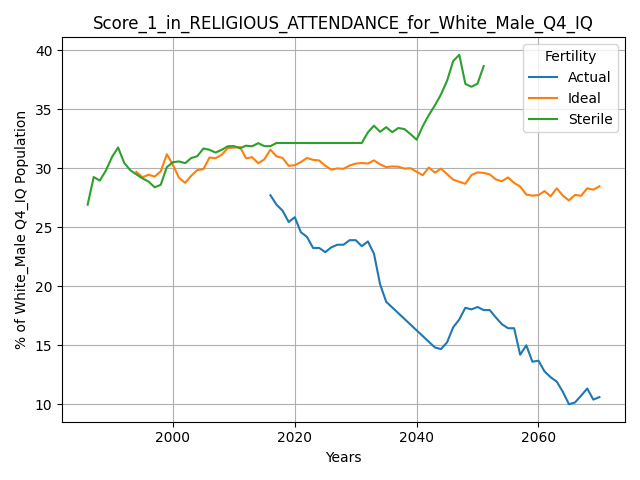 Score_1_in_RELIGIOUS_ATTENDANCE_for_White_Male_Q4_IQ
Fertility
Actual
Ideal
Sterile
% of White_Male Q4_IQ Population
40
35
30
25
20
15
10
2000
2020
2040
2060
Years